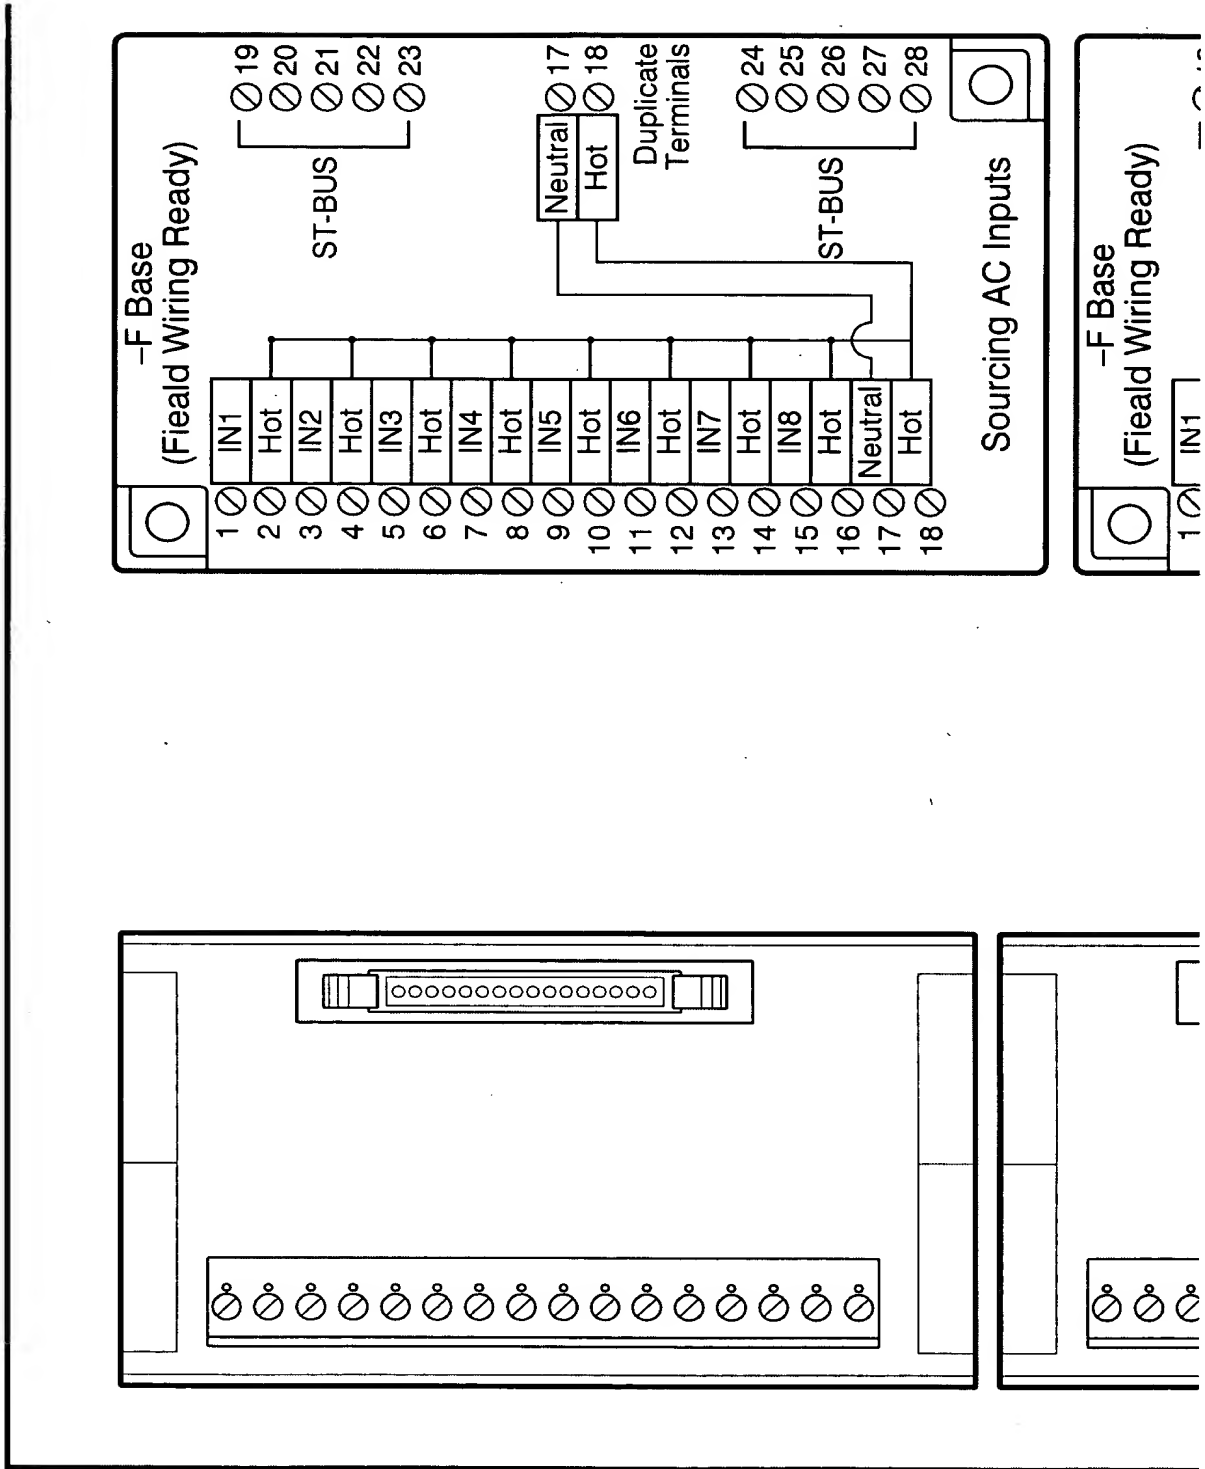 –F Base
(Fieald Wiring Ready)
19
20
21
22
23
ST-BUS
Neutral 17
Hot 18
Duplicate
Terminals
24
25
26
27
28
ST-BUS
1 IN1
2 Hot
3 IN2
4 Hot
5 IN3
6 Hot
7 IN4
8 Hot
9 IN5
10 Hot
11 IN6
12 Hot
13 IN7
14 Hot
15 IN8
16 Hot
17 Neutral
18 Hot
Sourcing AC Inputs
–F Base
(Fieald Wiring Ready)
1 IN1